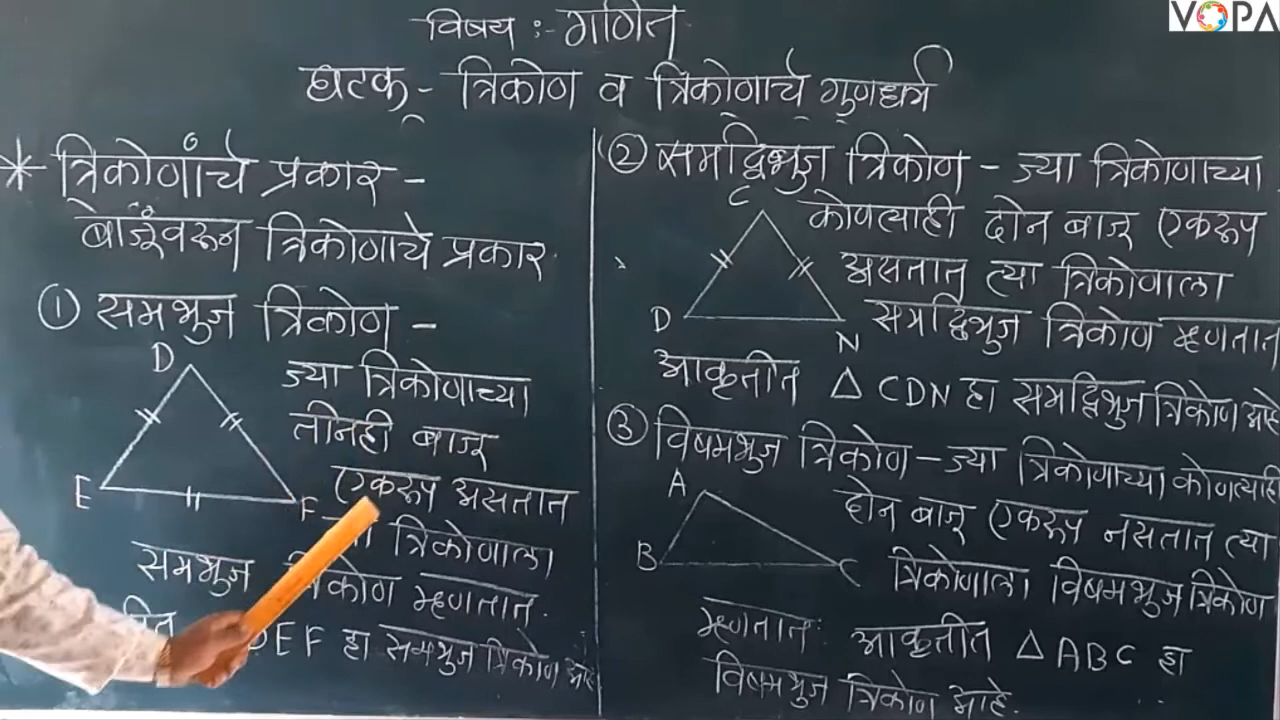 VOPA
विषय :- गणित
घटक - त्रिकोण व त्रिकोणाचे गुणधर्म
* त्रिकोणांचे प्रकार -
बाजूंवरून त्रिकोणाचे प्रकार
① समभुज त्रिकोण -
D
E
F
ज्या त्रिकोणाच्या
तीनही बाजू
एकरूप असतात
त्रिकोणाला
समभुज त्रिकोण म्हणतात.
DEF हा समभुज त्रिकोण आहे
② समद्विभुज त्रिकोण - ज्या त्रिकोणाच्या
कोणत्याही दोन बाजू एकरूप
असतात त्या त्रिकोणाला
समद्विभुज त्रिकोण म्हणतात
C
D
N
आकृतीत △ CDN हा समद्विभुज त्रिकोण आहे
③ विषमभुज त्रिकोण - ज्या त्रिकोणाच्या कोणत्याही
दोन बाजू एकरूप नसतात त्या
त्रिकोणाला विषमभुज त्रिकोण
A
B
C
म्हणतात. आकृतीत △ ABC हा
विषमभुज त्रिकोण आहे.